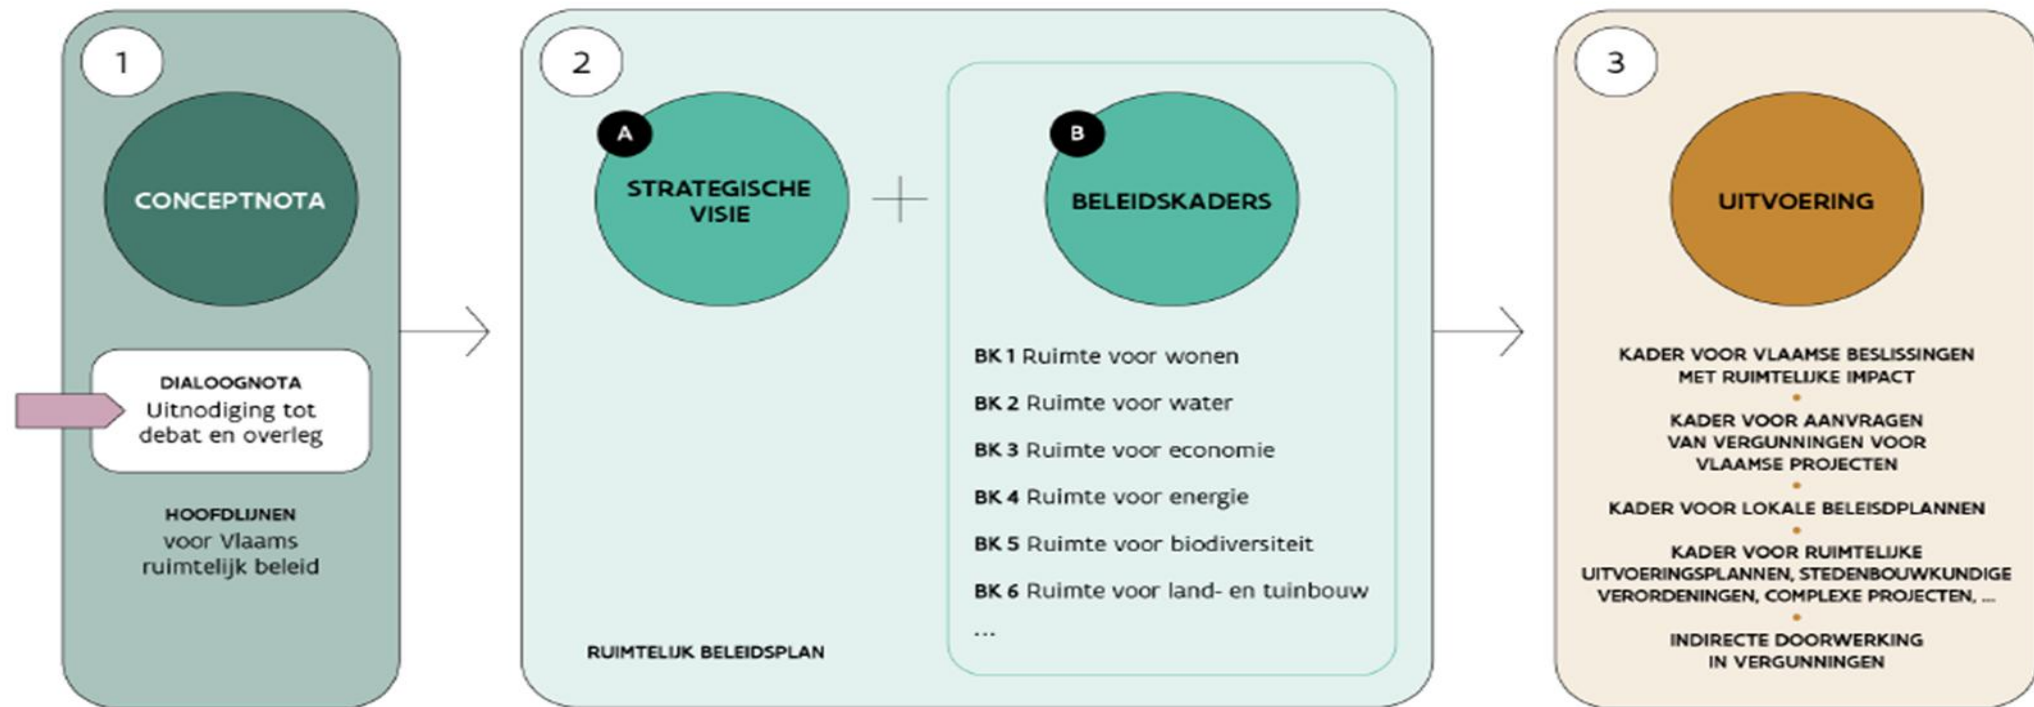 1
CONCEPTNOTA
DIALOOGNOTA
Uitnodiging tot
debat en overleg
HOOFDLIJNEN
voor Vlaams
ruimtelijk beleid
2
A
STRATEGISCHE
VISIE
B
BELEIDSKADERS
BK 1 Ruimte voor wonen
BK 2 Ruimte voor water
BK 3 Ruimte voor economie
BK 4 Ruimte voor energie
BK 5 Ruimte voor biodiversiteit
BK 6 Ruimte voor land- en tuinbouw
...
RUIMTELIJK BELEIDSPLAN
3
UITVOERING
KADER VOOR VLAAMSE BESLISSINGEN
MET RUIMTELIJKE IMPACT
KADER VOOR AANVRAGEN
VAN VERGUNNINGEN VOOR
VLAAMSE PROJECTEN
KADER VOOR LOKALE BELEISDPLANNEN
KADER VOOR RUIMTELIJKE
UITVOERINGSPLANNEN, STEDENBOUWKUNDIGE
VERORDENINGEN, COMPLEXE PROJECTEN, ...
INDIRECTE DOORWERKING
IN VERGUNNINGEN